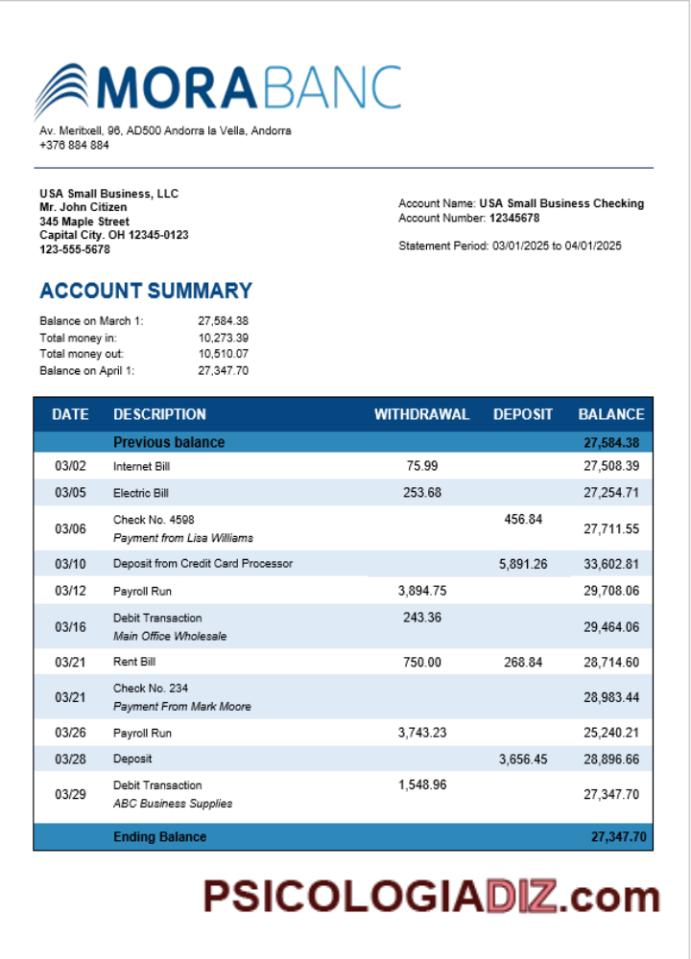 MORABANC
Av. Meritxell, 96, AD500 Andorra la Vella, Andorra
+376 884 884
USA Small Business, LLC
Mr. John Citizen
345 Maple Street
Capital City. OH 12345-0123
123-555-5678
Account Name: USA Small Business Checking
Account Number: 12345678
Statement Period: 03/01/2025 to 04/01/2025
ACCOUNT SUMMARY
Balance on March 1: 27,584.38
Total money in: 10,273.39
Total money out: 10,510.07
Balance on April 1: 27,347.70
DATE DESCRIPTION WITHDRAWAL DEPOSIT BALANCE
Previous balance 27,584.38
03/02 Internet Bill 75.99 27,508.39
03/05 Electric Bill 253.68 27,254.71
03/06 Check No. 4598 456.84 27,711.55
Payment from Lisa Williams
03/10 Deposit from Credit Card Processor 5,891.26 33,602.81
03/12 Payroll Run 3,894.75 29,708.06
03/16 Debit Transaction 243.36 29,464.06
Main Office Wholesale
03/21 Rent Bill 750.00 268.84 28,714.60
03/21 Check No. 234 28,983.44
Payment From Mark Moore
03/26 Payroll Run 3,743.23 25,240.21
03/28 Deposit 3,656.45 28,896.66
03/29 Debit Transaction 1,548.96 27,347.70
ABC Business Supplies
Ending Balance 27,347.70
PSICOLOGIADIZ.com